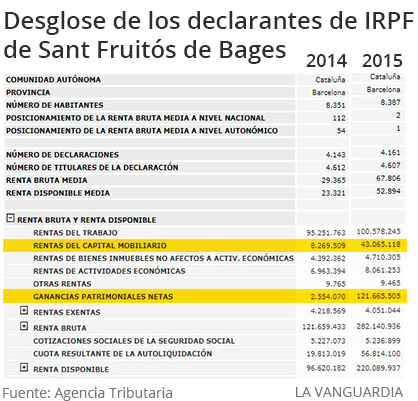 Desglose de los declarantes de IRPF
de Sant Fruitós de Bages
2014 2015
COMUNIDAD AUTÓNOMA Cataluña Cataluña
PROVINCIA Barcelona Barcelona
NÚMERO DE HABITANTES 8.351 8.387
POSICIONAMIENTO DE LA RENTA BRUTA MEDIA A NIVEL NACIONAL 112 2
POSICIONAMIENTO DE LA RENTA BRUTA MEDIA A NIVEL AUTONÓMICO 54 1
NÚMERO DE DECLARACIONES 4.143 4.161
NÚMERO DE TITULARES DE LA DECLARACIÓN 4.612 4.607
RENTA BRUTA MEDIA 29.365 67.806
RENTA DISPONIBLE MEDIA 23.321 52.894
RENTA BRUTA Y RENTA DISPONIBLE
RENTAS DEL TRABAJO 95.251.763 100.578.245
RENTAS DEL CAPITAL MOBILIARIO 8.269.509 43.065.118
RENTAS DE BIENES INMUEBLES NO AFECTOS A ACTIV. ECONÓMICAS 4.392.362 4.710.305
RENTAS DE ACTIVIDADES ECONÓMICAS 6.963.394 8.061.253
OTRAS RENTAS 9.765 9.465
GANANCIAS PATRIMONIALES NETAS 2.554.070 121.665.505
RENTAS EXENTAS 4.218.569 4.051.044
RENTA BRUTA 121.659.433 282.140.936
COTIZACIONES SOCIALES DE LA SEGURIDAD SOCIAL 5.227.073 5.236.899
CUOTA RESULTANTE DE LA AUTOLIQUIDACIÓN 19.813.019 56.814.100
RENTA DISPONIBLE 96.620.182 220.089.937
Fuente: Agencia Tributaria LA VANGUARDIA